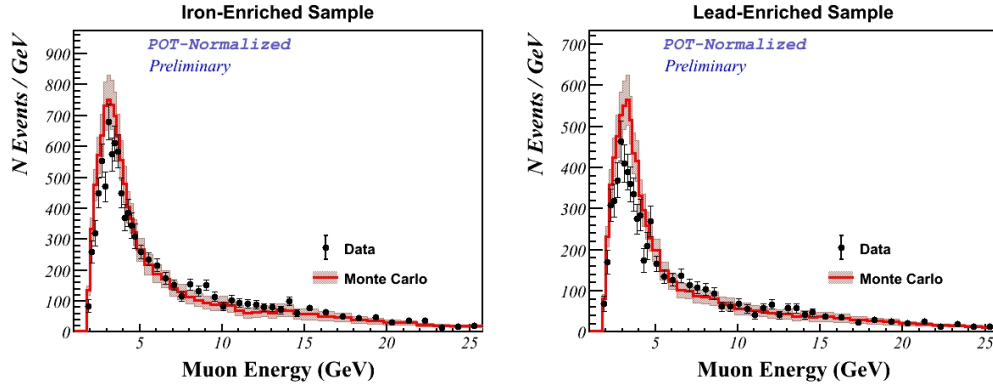 Iron-Enriched Sample
N Events / GeV
900
800
700
600
500
400
300
200
100
0
POT-Normalized
Preliminary
Data
Monte Carlo
5
10
15
20
25
Muon Energy (GeV)
Lead-Enriched Sample
N Events / GeV
700
600
500
400
300
200
100
0
POT-Normalized
Preliminary
Data
Monte Carlo
5
10
15
20
25
Muon Energy (GeV)